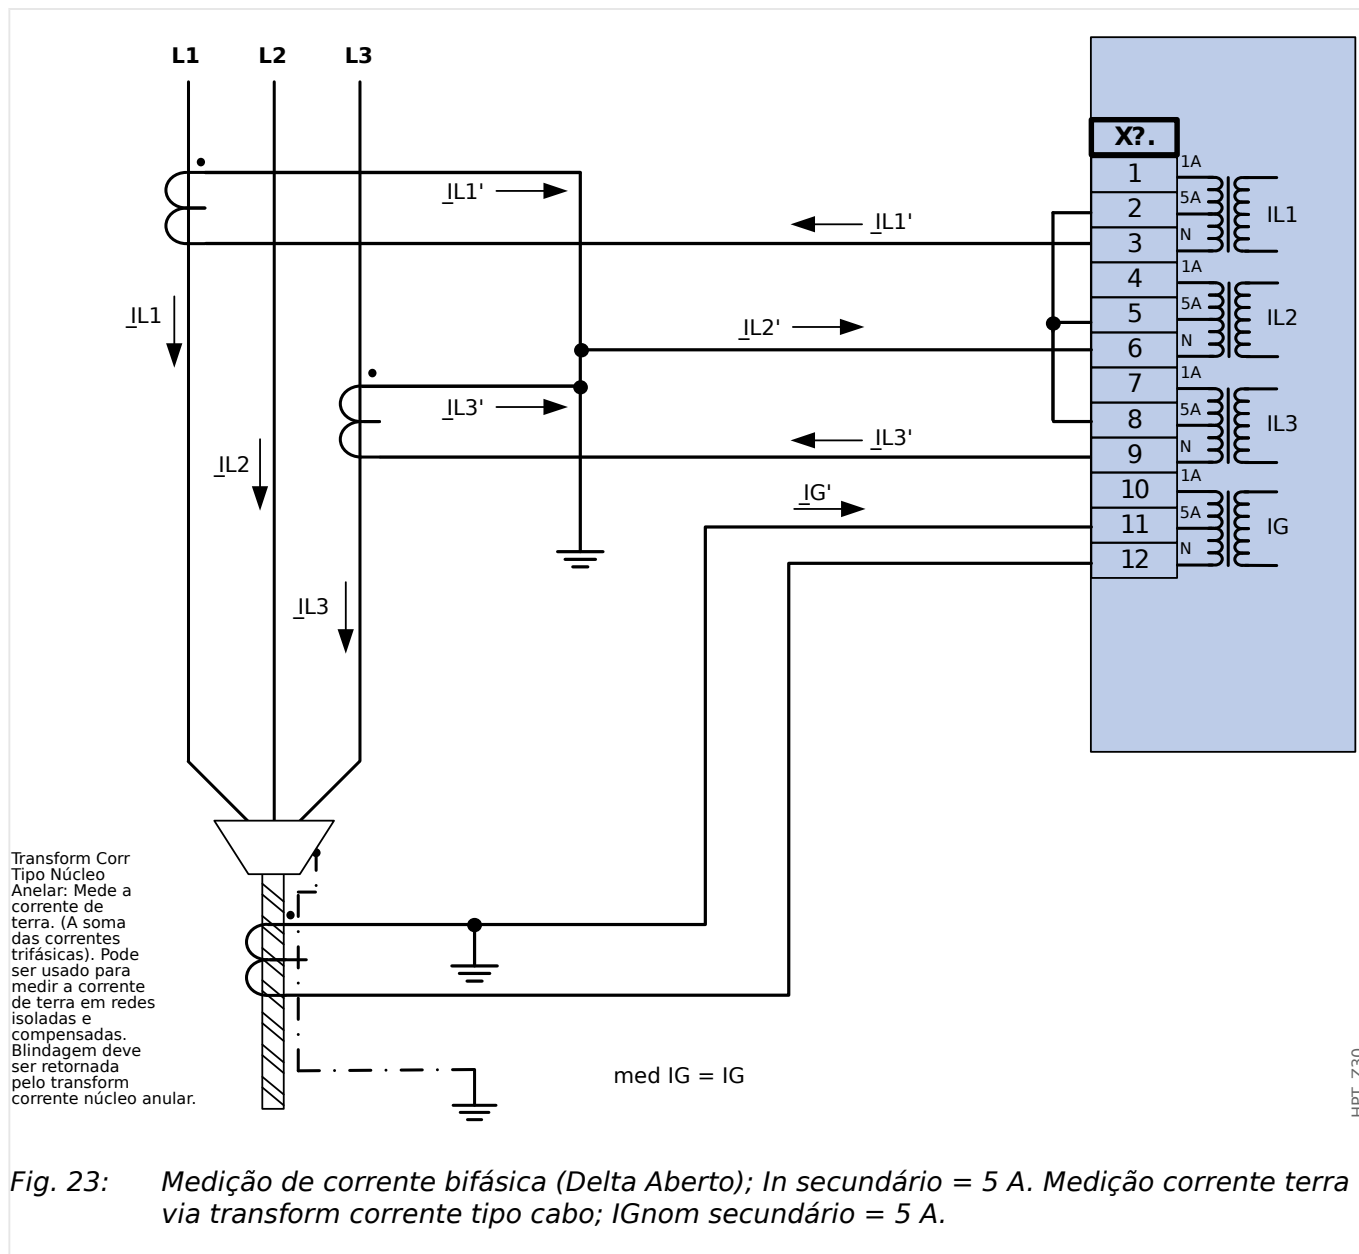 L1 L2 L3
X?.
1 1A
2 5A IL1
3 N
4 1A
5 5A IL2
6 N
7 1A
8 5A IL3
9 N
10 1A
11 5A IG
12 N
IL1'
IL1'
IL1
IL2'
IL3'
IL3'
IL2
IG'
IL3
Transform Corr
Tipo Núcleo
Anelar: Mede a
corrente de
terra. (A soma
das correntes
trifásicas). Pode
ser usado para
medir a corrente
de terra em redes
isoladas e
compensadas.
Blindagem deve
ser retornada
pelo transform
corrente núcleo anular.
med IG = IG
Fig. 23: Medição de corrente bifásica (Delta Aberto); In secundário = 5 A. Medição corrente terra
via transform corrente tipo cabo; IGnom secundário = 5 A.